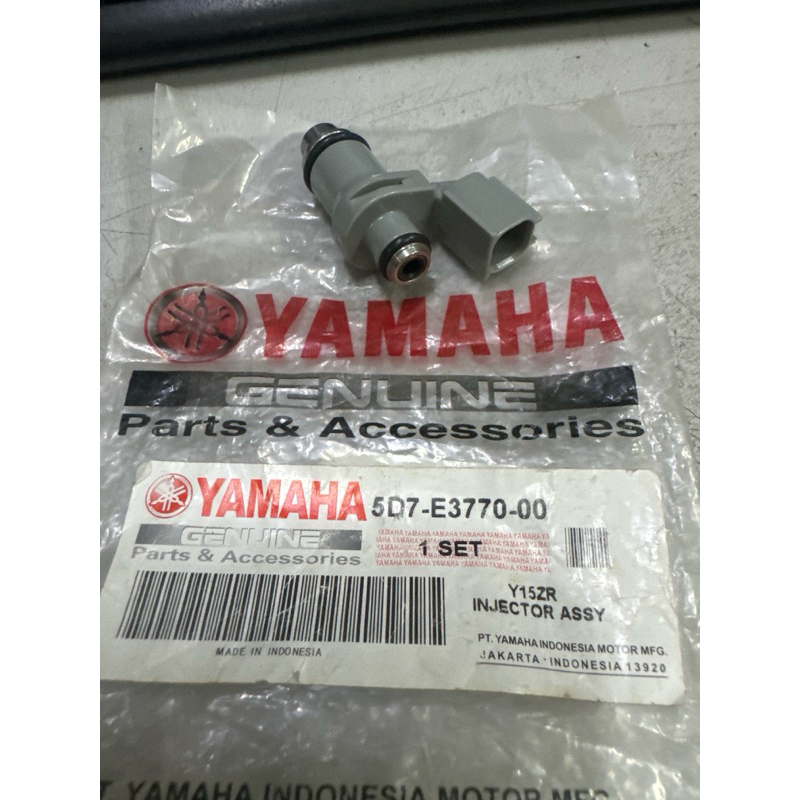 YAMAHA
GENUINE
Parts & Accessories
YAMAHA 5D7-E3770-00
GENUINE
Parts & Accessories
1 SET
Y15ZR
INJECTOR ASSY
MADE IN INDONESIA
PT. YAMAHA INDONESIA MOTOR MFG.
JAKARTA - INDONESIA 13920
PT. YAMAHA INDONESIA MOTOR MFG.